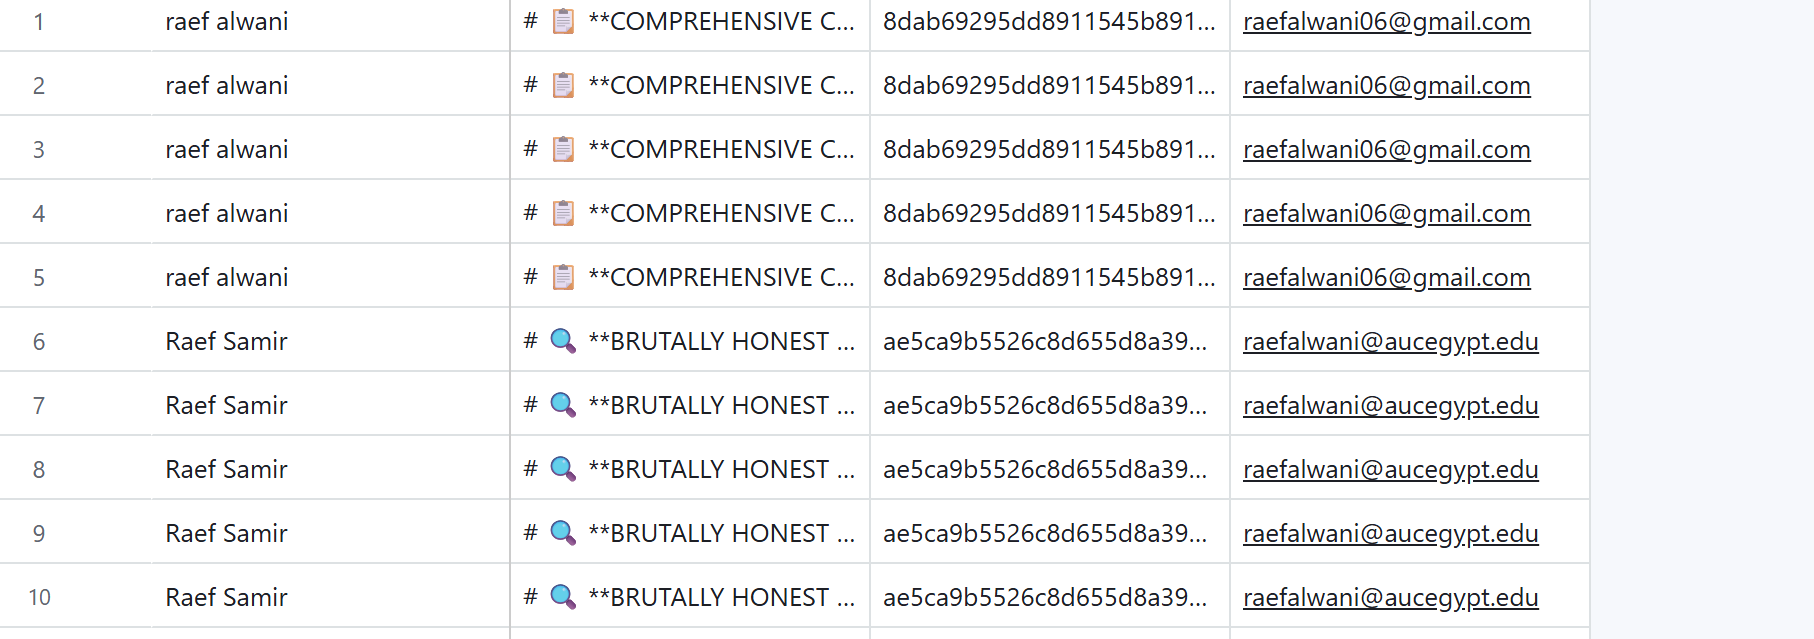 1 raef alwani # 📋 **COMPREHENSIVE C... 8dab69295dd8911545b891... raefalwani06@gmail.com
2 raef alwani # 📋 **COMPREHENSIVE C... 8dab69295dd8911545b891... raefalwani06@gmail.com
3 raef alwani # 📋 **COMPREHENSIVE C... 8dab69295dd8911545b891... raefalwani06@gmail.com
4 raef alwani # 📋 **COMPREHENSIVE C... 8dab69295dd8911545b891... raefalwani06@gmail.com
5 raef alwani # 📋 **COMPREHENSIVE C... 8dab69295dd8911545b891... raefalwani06@gmail.com
6 Raef Samir # 🔍 **BRUTALLY HONEST ... ae5ca9b5526c8d655d8a39... raefalwani@aucegypt.edu
7 Raef Samir # 🔍 **BRUTALLY HONEST ... ae5ca9b5526c8d655d8a39... raefalwani@aucegypt.edu
8 Raef Samir # 🔍 **BRUTALLY HONEST ... ae5ca9b5526c8d655d8a39... raefalwani@aucegypt.edu
9 Raef Samir # 🔍 **BRUTALLY HONEST ... ae5ca9b5526c8d655d8a39... raefalwani@aucegypt.edu
10 Raef Samir # 🔍 **BRUTALLY HONEST ... ae5ca9b5526c8d655d8a39... raefalwani@aucegypt.edu